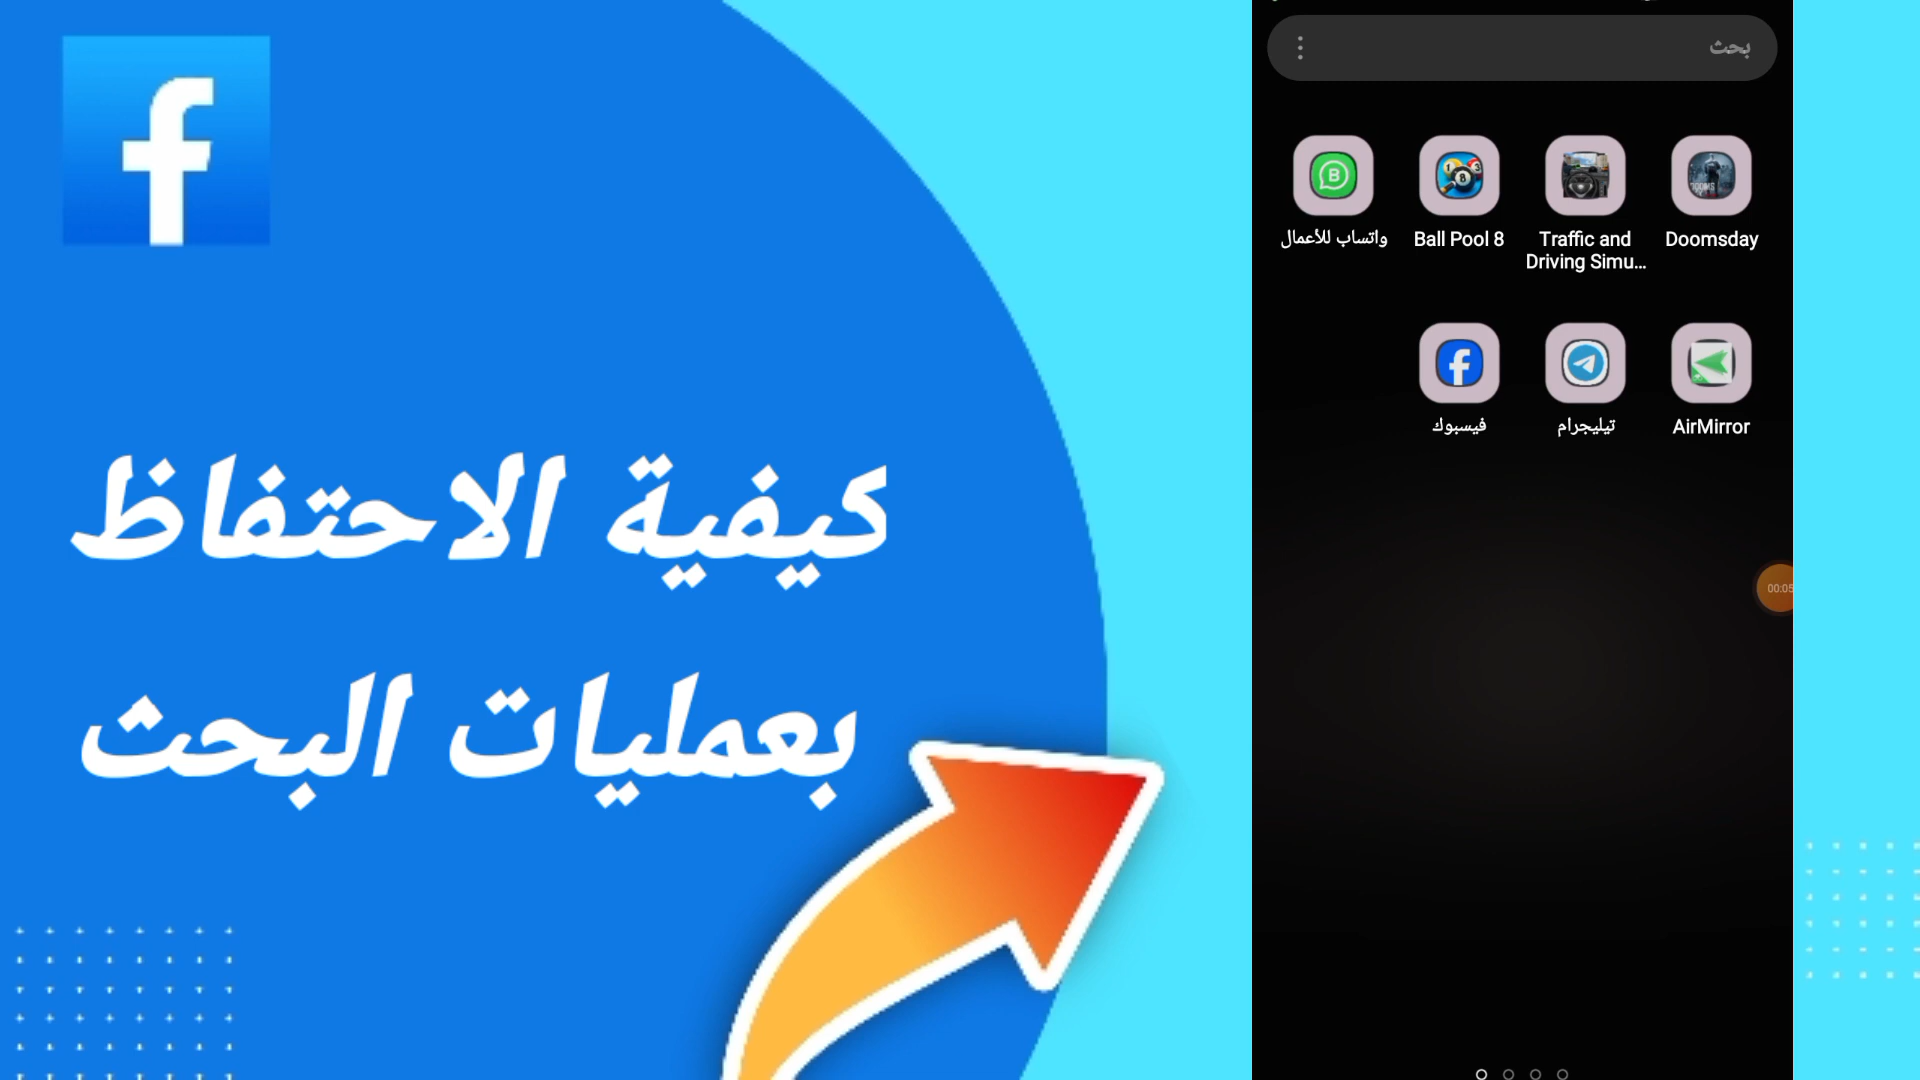 كيفية الاحتفاظ
بعمليات البحث
بحث
Doomsday
Traffic and
Driving Simu...
Ball Pool 8
واتساب للأعمال
AirMirror
تيليجرام
فيسبوك
00:05